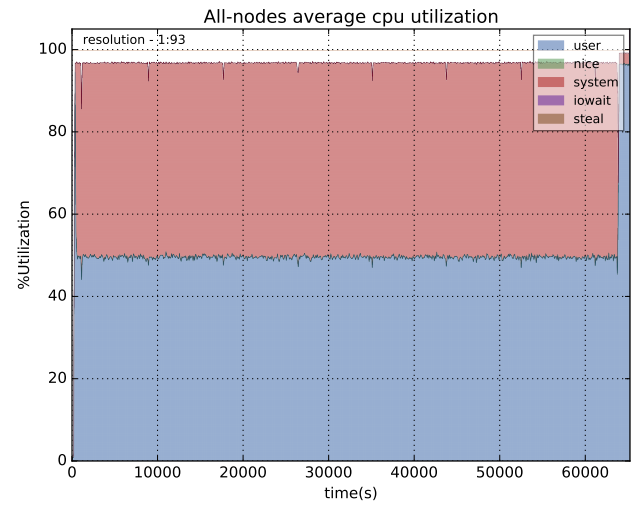 All-nodes average cpu utilization
resolution - 1:93
user
nice
system
iowait
steal
100
80
60
40
20
0
%Utilization
0 10000 20000 30000 40000 50000 60000
time(s)